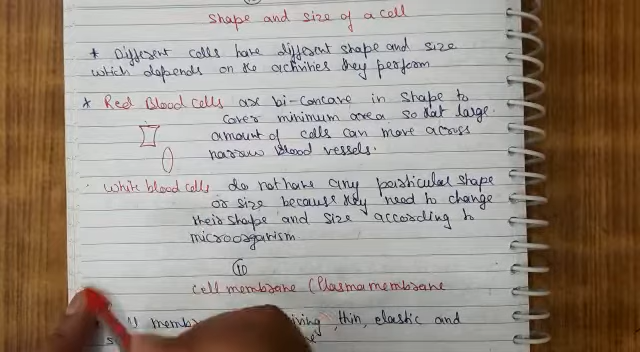 Shape and size of a cell
* Different cells have different shape and size
which depends on the activities they perform
* Red Blood cells are bi-concave in shape to
cover minimum area so that large
amount of cells can move across
narrow blood vessels.
White blood cells do not have any particular shape
or size because they need to change
their shape and size according to
microorganism
10
cell membrane (Plasma membrane
living, thin, elastic and